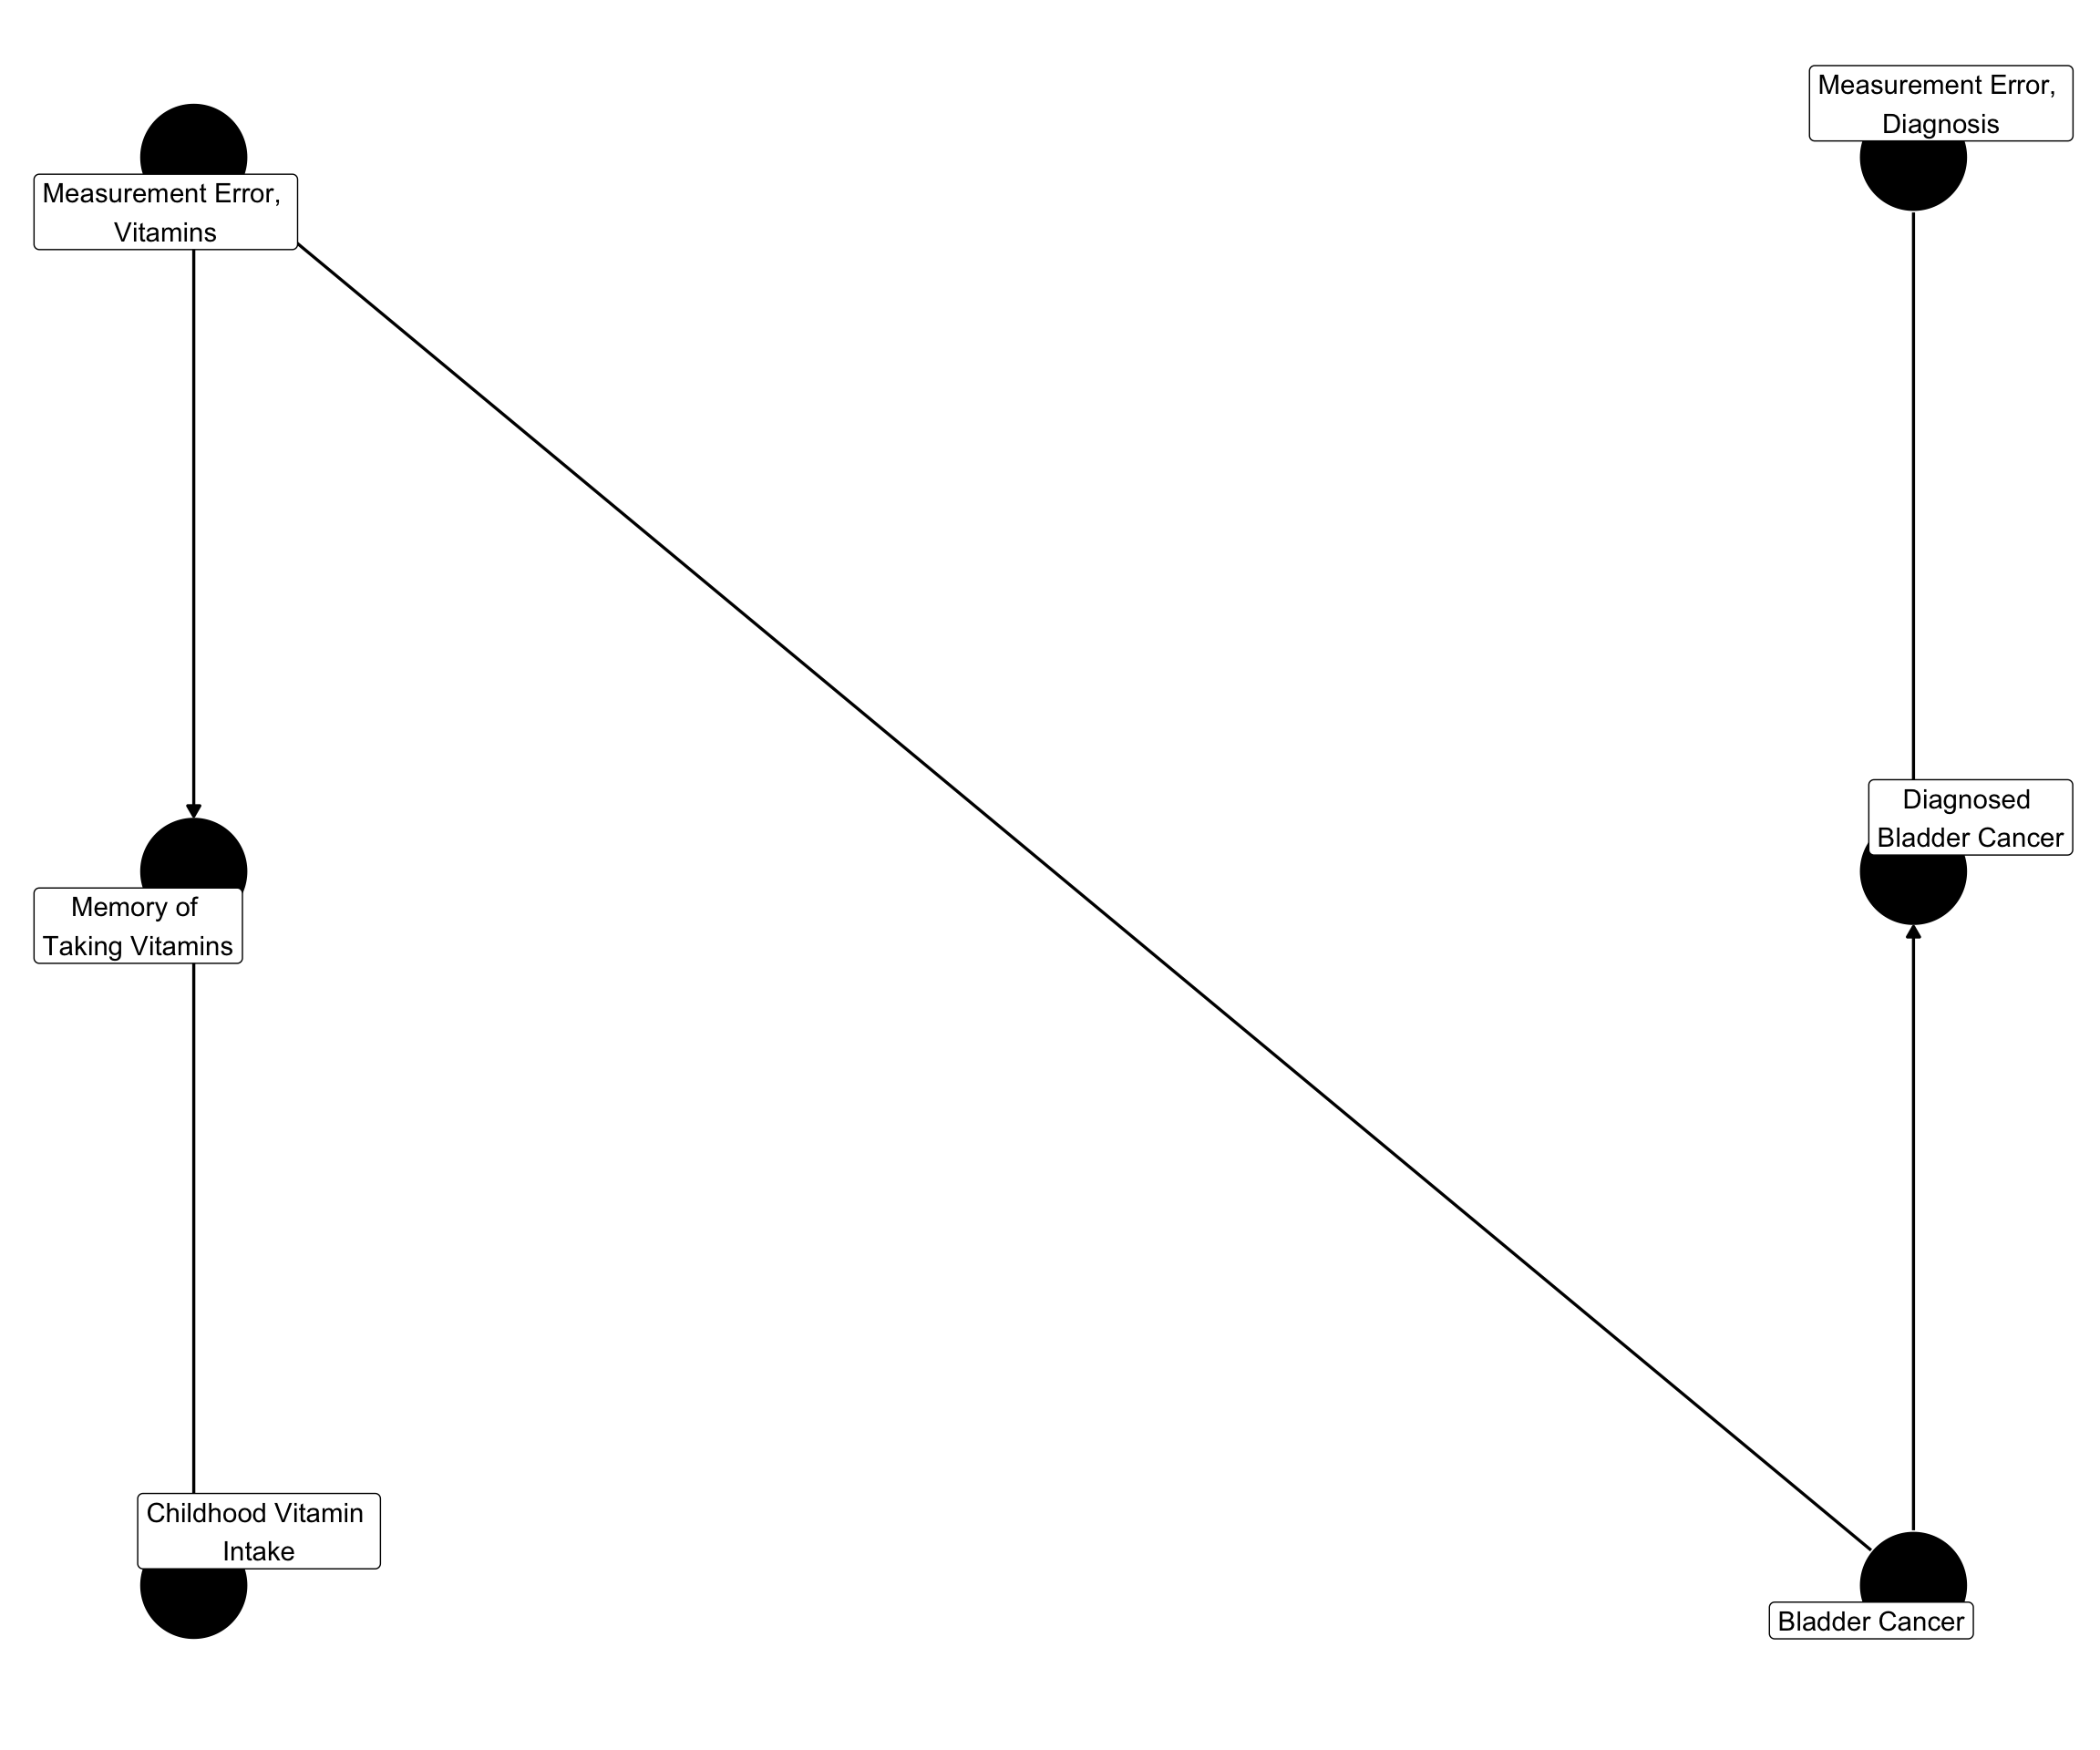 Measurement Error,
Diagnosis
Measurement Error,
Vitamins
Diagnosed
Bladder Cancer
Memory of
Taking Vitamins
Childhood Vitamin
Intake
Bladder Cancer